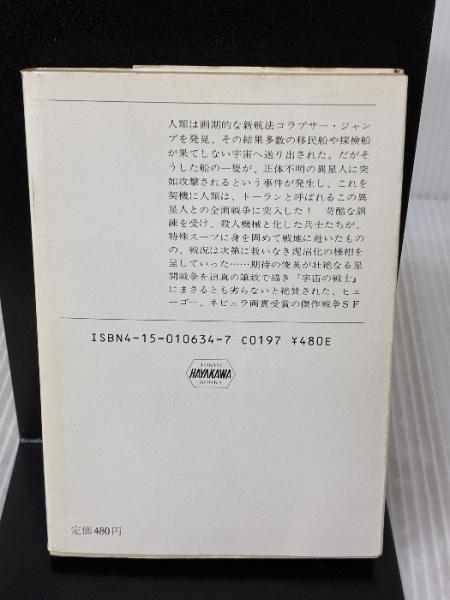 人類は画期的な新航法コラプサー・ジャン
プを発見、その結果多数の移民船や探検船
が果てしない宇宙へ送り出された。だがそ
うした船の一隻が、正体不明の異星人に突
如攻撃されるという事件が発生し、これを
契機に人類は、トーランと呼ばれるこの異
星人との全面戦争に突入した！　苛酷な訓
練を受け、殺人機械と化した兵士たちが、
特殊スーツに身を固めて戦地に赴いたもの
の、戦況は次第に救いなき泥沼化の様相を
呈していった……期待の俊英が壮絶なる星
間戦争を迫真の筆致で描き『宇宙の戦士』
にまさるとも劣らないと絶賛された、ヒュ
ーゴー、ネビュラ両賞受賞の傑作戦争ＳＦ
ISBN4-15-010634-7 C0197 ¥480E
TOKYO
HAYAKAWA
BOOKS
定価480円